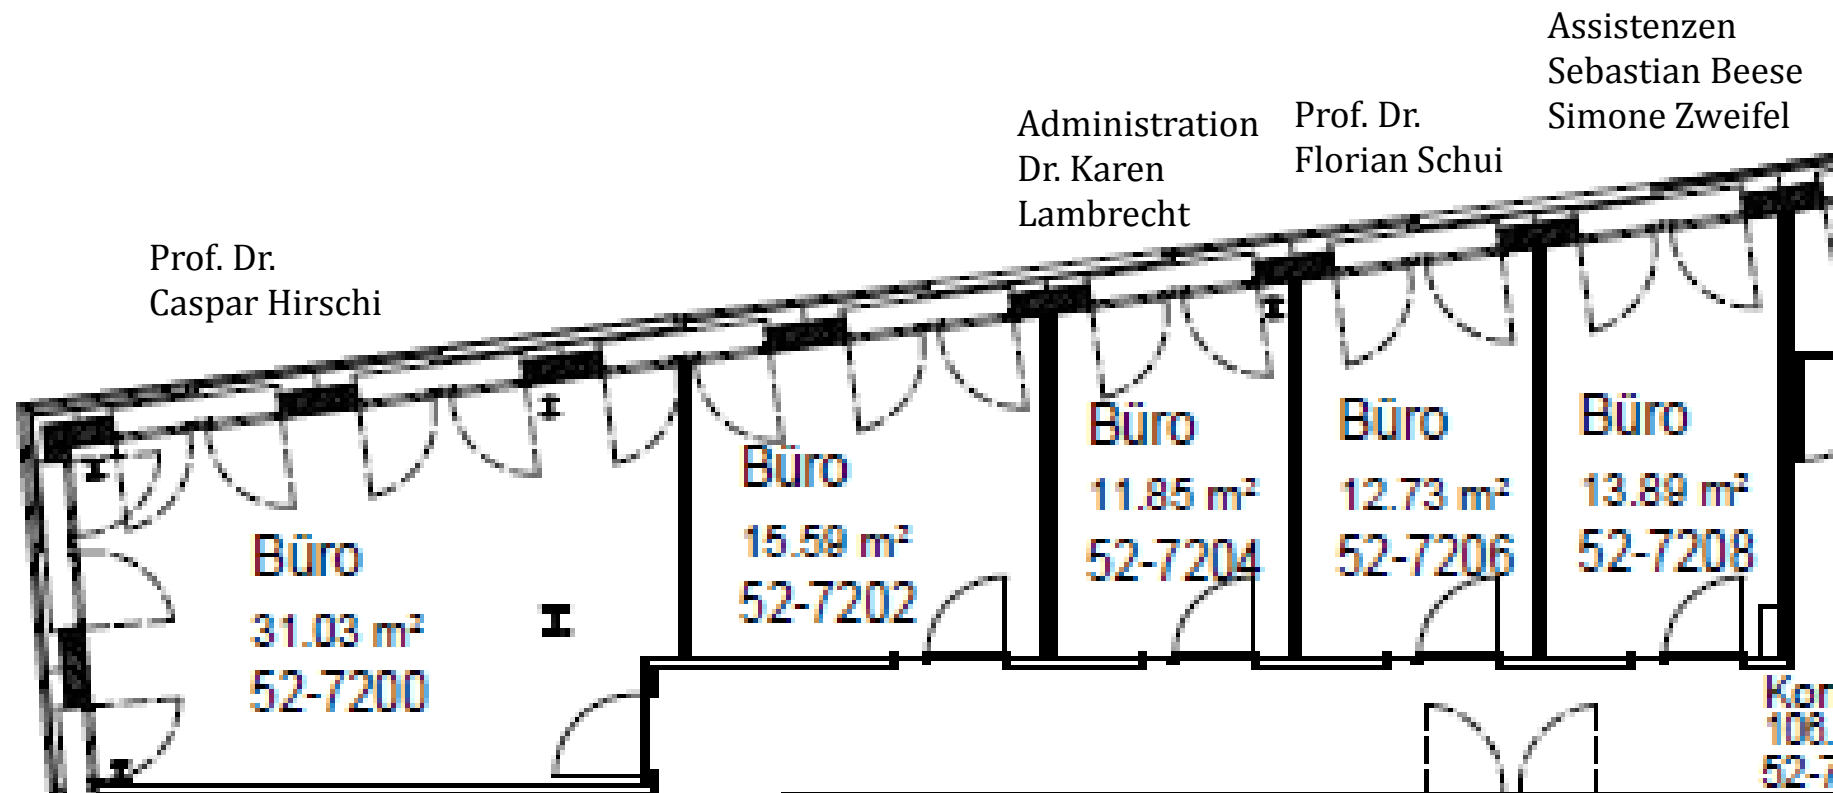 Assistenzen
Sebastian Beese
Simone Zweifel
Prof. Dr.
Florian Schui
Administration
Dr. Karen
Lambrecht
Prof. Dr.
Caspar Hirschi
Büro
31.03 m²
52-7200
Büro
15.59 m²
52-7202
Büro
11.85 m²
52-7204
Büro
12.73 m²
52-7206
Büro
13.89 m²
52-7208